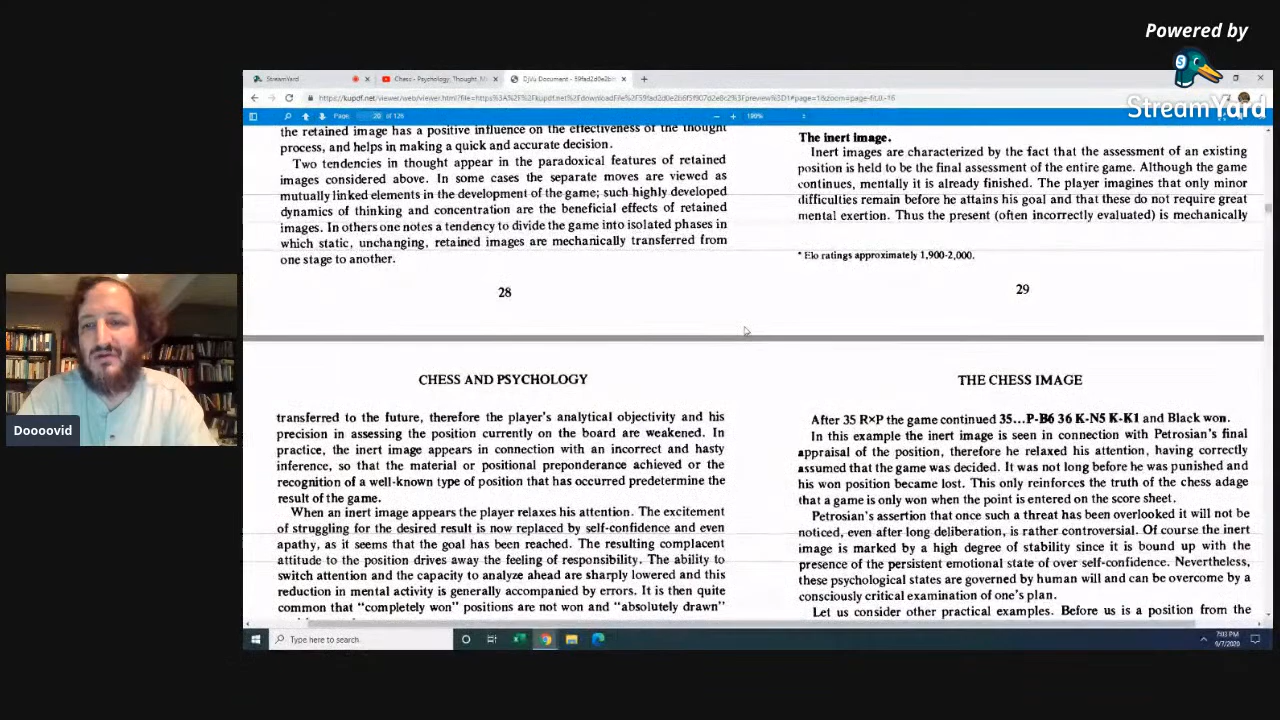 Powered by
StreamYard
StreamYard
Chess - Psychology, Thought,
DjVu Document -
Page
20 of 126
199%
the retained image has a positive influence on the effectiveness of the thought
process, and helps in making a quick and accurate decision.
Two tendencies in thought appear in the paradoxical features of retained
images considered above. In some cases the separate moves are viewed as
mutually linked elements in the development of the game; such highly developed
dynamics of thinking and concentration are the beneficial effects of retained
images. In others one notes a tendency to divide the game into isolated phases in
which static, unchanging, retained images are mechanically transferred from
one stage to another.
28
The inert image.
Inert images are characterized by the fact that the assessment of an existing
position is held to be the final assessment of the entire game. Although the game
continues, mentally it is already finished. The player imagines that only minor
difficulties remain before he attains his goal and that these do not require great
mental exertion. Thus the present (often incorrectly evaluated) is mechanically
* Elo ratings approximately 1,900-2,000.
29
CHESS AND PSYCHOLOGY
transferred to the future, therefore the player's analytical objectivity and his
precision in assessing the position currently on the board are weakened. In
practice, the inert image appears in connection with an incorrect and hasty
inference, so that the material or positional preponderance achieved or the
recognition of a well-known type of position that has occurred predetermine the
result of the game.
When an inert image appears the player relaxes his attention. The excitement
of struggling for the desired result is now replaced by self-confidence and even
apathy, as it seems that the goal has been reached. The resulting complacent
attitude to the position drives away the feeling of responsibility. The ability to
switch attention and the capacity to analyze ahead are sharply lowered and this
reduction in mental activity is generally accompanied by errors. It is then quite
common that "completely won" positions are not won and "absolutely drawn"
THE CHESS IMAGE
After 35 R×P the game continued 35...P-B6 36 K-N5 K-K1 and Black won.
In this example the inert image is seen in connection with Petrosian's final
appraisal of the position, therefore he relaxed his attention, having correctly
assumed that the game was decided. It was not long before he was punished and
his won position became lost. This only reinforces the truth of the chess adage
that a game is only won when the point is entered on the score sheet.
Petrosian's assertion that once such a threat has been overlooked it will not be
noticed, even after long deliberation, is rather controversial. Of course the inert
image is marked by a high degree of stability since it is bound up with the
presence of the persistent emotional state of over self-confidence. Nevertheless,
these psychological states are governed by human will and can be overcome by a
consciously critical examination of one's plan.
Let us consider other practical examples. Before us is a position from the
Doooovid
Type here to search
7:03 PM
9/7/2020